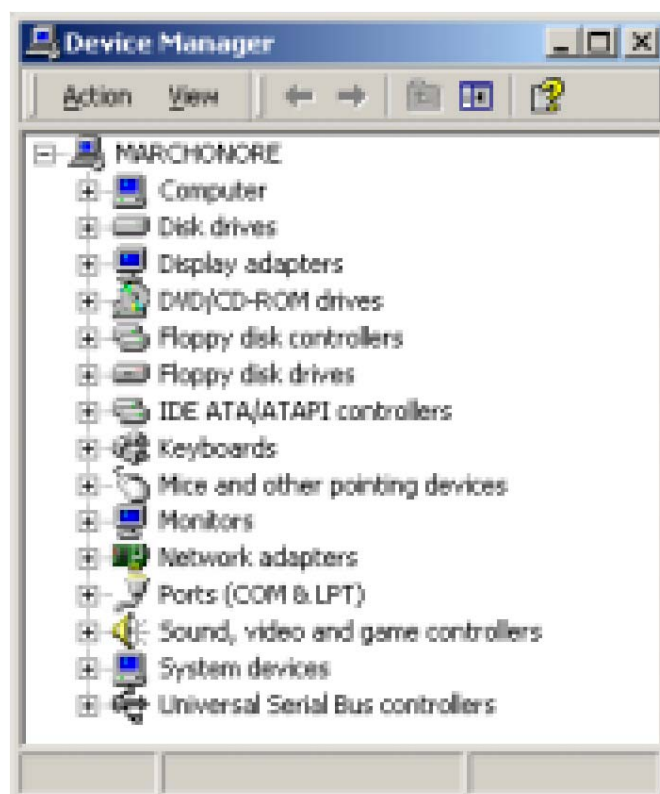 Device Manager
Action View
MARCHONORE
Computer
Disk drives
Display adapters
DVD/CD-ROM drives
Floppy disk controllers
Floppy disk drives
IDE ATA/ATAPI controllers
Keyboards
Mice and other pointing devices
Monitors
Network adapters
Ports (COM & LPT)
Sound, video and game controllers
System devices
Universal Serial Bus controllers